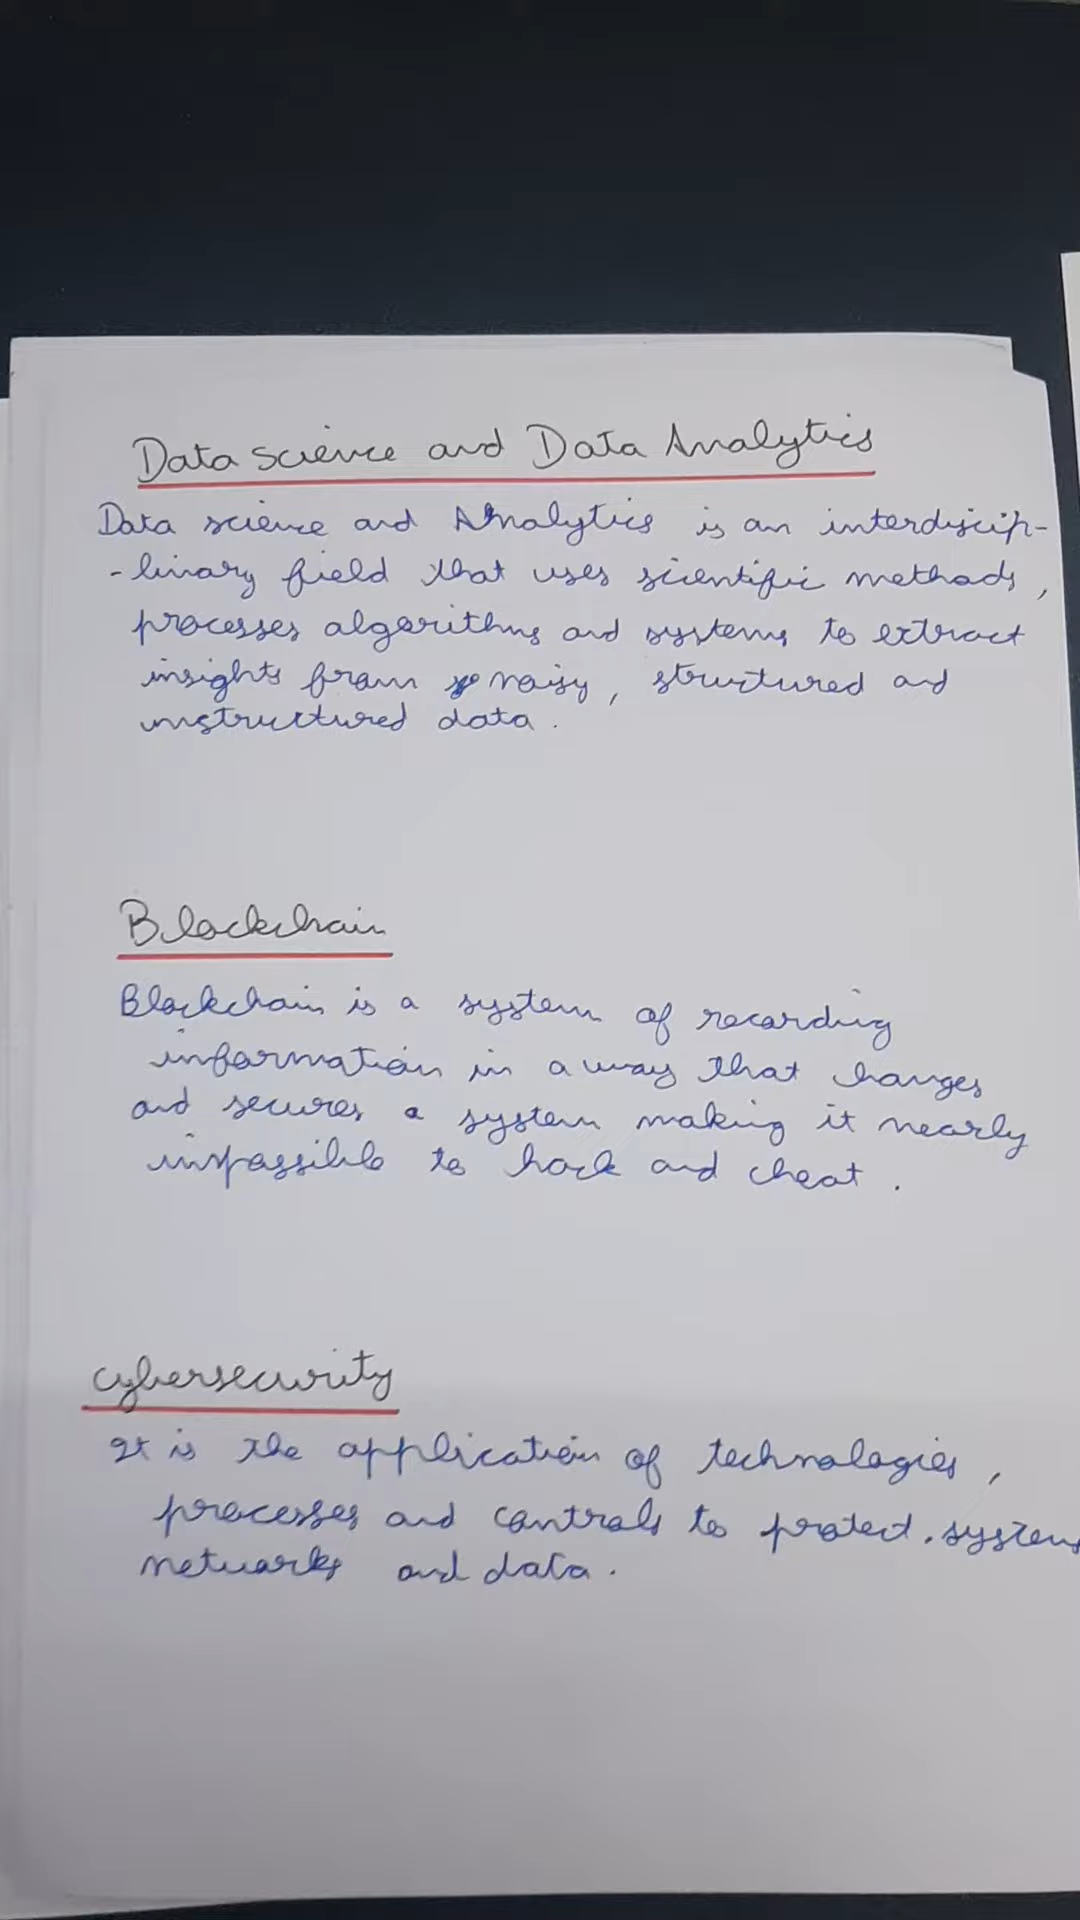 Data science and Data Analytics
Data science and Analytics is an interdiscip-
-linary field that uses scientific methods,
processes algorithms and systems to extract
insights from noisy, structured and
unstructured data.
Blockchain
Blockchain is a system of recording
information in a way that changes
and secures a system making it nearly
impossible to hack and cheat.
Cybersecurity
It is the application of technologies,
processes and controls to protect systems
networks and data.